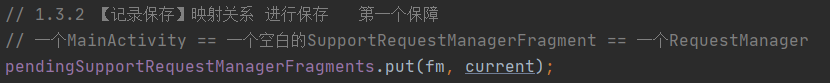 // 1.3.2 【记录保存】映射关系 进行保存   第一个保障
// 一个MainActivity == 一个空白的SupportRequestManagerFragment == 一个RequestManager
pendingSupportRequestManagerFragments.put(fm, current);